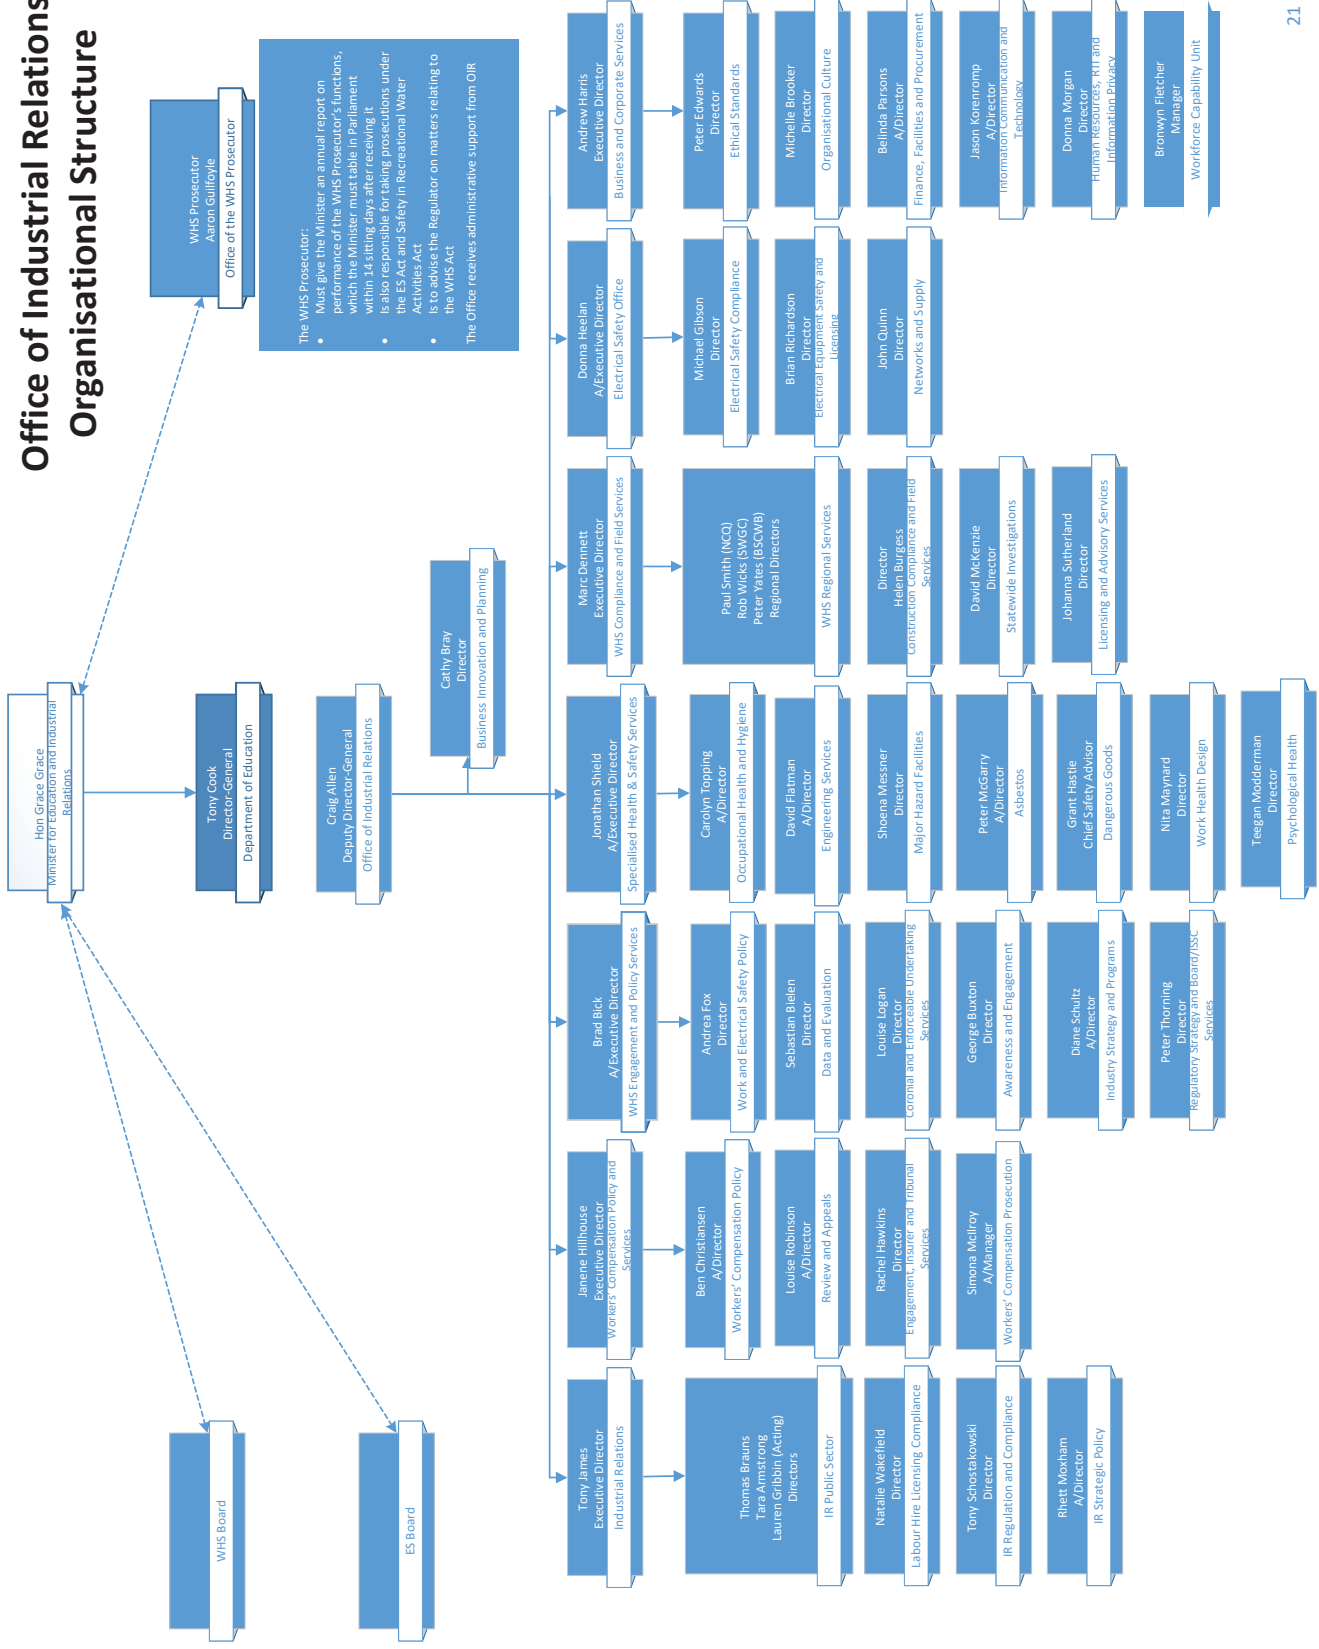 Office of Industrial Relations
Organisational Structure
Hon Grace Grace
Minister for Education and Industrial
Relations
WHS Prosecutor
Aaron Guilfoyle
Office of the WHS Prosecutor
WHS Board
ES Board
Tony Cook
Director-General
Department of Education
The WHS Prosecutor:
• Must give the Minister an annual report on
performance of the WHS Prosecutor's functions,
which the Minister must table in Parliament
within 14 sitting days after receiving it
• Is also responsible for taking prosecutions under
the ES Act and Safety in Recreational Water
Activities Act
• Is to advise the Regulator on matters relating to
the WHS Act
The Office receives administrative support from OIR
Craig Allen
Deputy Director-General
Office of Industrial Relations
Cathy Bray
Director
Business Innovation and Planning
Tony James
Executive Director
Industrial Relations
Thomas Brauns
Tara Armstrong
Lauren Gribbin (Acting)
Directors
IR Public Sector
Natalie Wakefield
Director
Labour Hire Licensing Compliance
Tony Schostakowski
Director
IR Regulation and Compliance
Rhett Moxham
A/Director
IR Strategic Policy
Janene Hillhouse
Executive Director
Workers' Compensation Policy and
Services
Ben Christiansen
A/Director
Workers' Compensation Policy
Louise Robinson
A/Director
Review and Appeals
Rachel Hawkins
Director
Engagement, Insurer and Tribunal
Services
Simona McIlroy
A/Manager
Workers' Compensation Prosecution
Brad Bick
A/Executive Director
WHS Engagement and Policy Services
Andrea Fox
Director
Work and Electrical Safety Policy
Sebastian Bielen
Director
Data and Evaluation
Louise Logan
Director
Coronial and Enforceable Undertaking
Services
George Buxton
Director
Awareness and Engagement
Diane Schultz
A/Director
Industry Strategy and Programs
Peter Thorning
Director
Regulatory Strategy and Board/ISSC
Services
Jonathan Shield
A/Executive Director
Specialised Health & Safety Services
Carolyn Topping
A/Director
Occupational Health and Hygiene
David Flatman
A/Director
Engineering Services
Shoena Messner
Director
Major Hazard Facilities
Peter McGarry
A/Director
Asbestos
Grant Hastie
Chief Safety Advisor
Dangerous Goods
Nita Maynard
Director
Work Health Design
Teegan Modderman
Director
Psychological Health
Marc Dennett
Executive Director
WHS Compliance and Field Services
Paul Smith (NCQ)
Rob Wicks (SWGC)
Peter Yates (BSCWB)
Regional Directors
WHS Regional Services
Director
Helen Burgess
Construction Compliance and Field
Services
David McKenzie
Director
Statewide Investigations
Johanna Sutherland
Director
Licensing and Advisory Services
Donna Heelan
A/Executive Director
Electrical Safety Office
Michael Gibson
Director
Electrical Safety Compliance
Brian Richardson
Director
Electrical Equipment Safety and
Licensing
John Quinn
Director
Networks and Supply
Andrew Harris
Executive Director
Business and Corporate Services
Peter Edwards
Director
Ethical Standards
Michelle Brooker
Director
Organisational Culture
Belinda Parsons
A/Director
Finance, Facilities and Procurement
Jason Korenromp
A/Director
Information Communication and
Technology
Donna Morgan
Director
Human Resources, RTI and
Information Privacy
Bronwyn Fletcher
Manager
Workforce Capability Unit
21